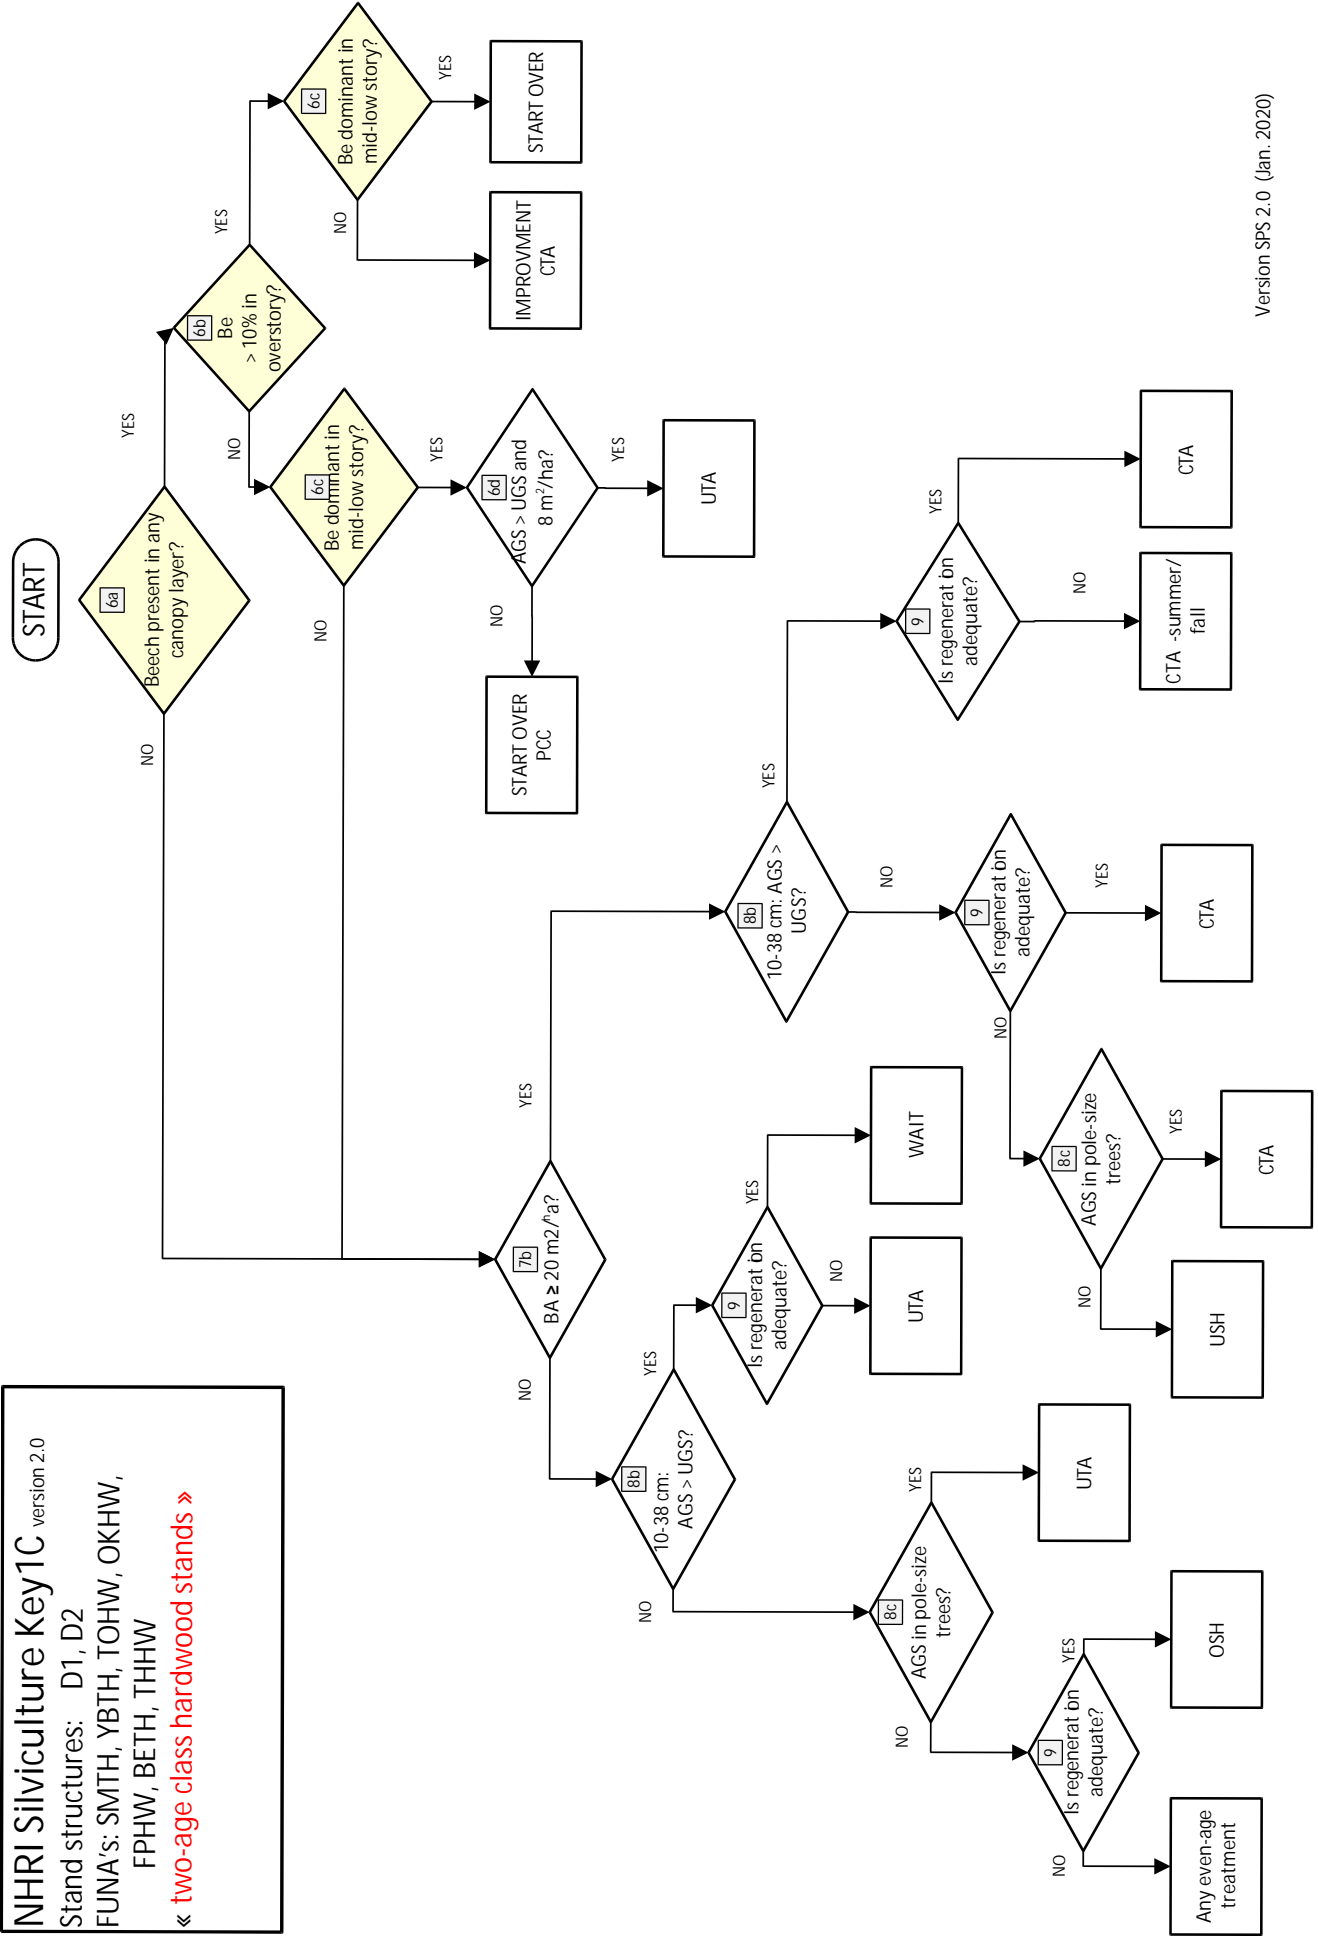 NHRI Silviculture Key1C version 2.0
Stand structures: D1, D2
FUNA's: SMTH, YBTH, TOHW, OKHW,
FPHW, BETH, THHW
« two-age class hardwood stands »
START
6a
Beech present in any
canopy layer?
NO
YES
6b
Be
> 10% in
overstory?
NO
YES
6c
Be dominant in
mid-low story?
NO
YES
6c
Be dominant in
mid-low story?
NO
YES
IMPROVMENT
CTA
START OVER
6d
AGS > UGS and
8 m²/ha?
NO
YES
START OVER
PCC
UTA
7b
BA ≥ 20 m2/ha?
NO
YES
8b
10-38 cm:
AGS > UGS?
NO
YES
9
Is regeneration
adequate?
NO
YES
UTA
WAIT
8b
10-38 cm: AGS >
UGS?
NO
YES
9
Is regeneration
adequate?
NO
YES
CTA -summer/
fall
CTA
8c
AGS in pole-size
trees?
NO
YES
UTA
9
Is regeneration
adequate?
NO
YES
Any even-age
treatment
OSH
9
Is regeneration
adequate?
NO
YES
CTA
8c
AGS in pole-size
trees?
NO
YES
USH
CTA
Version SPS 2.0 (Jan. 2020)